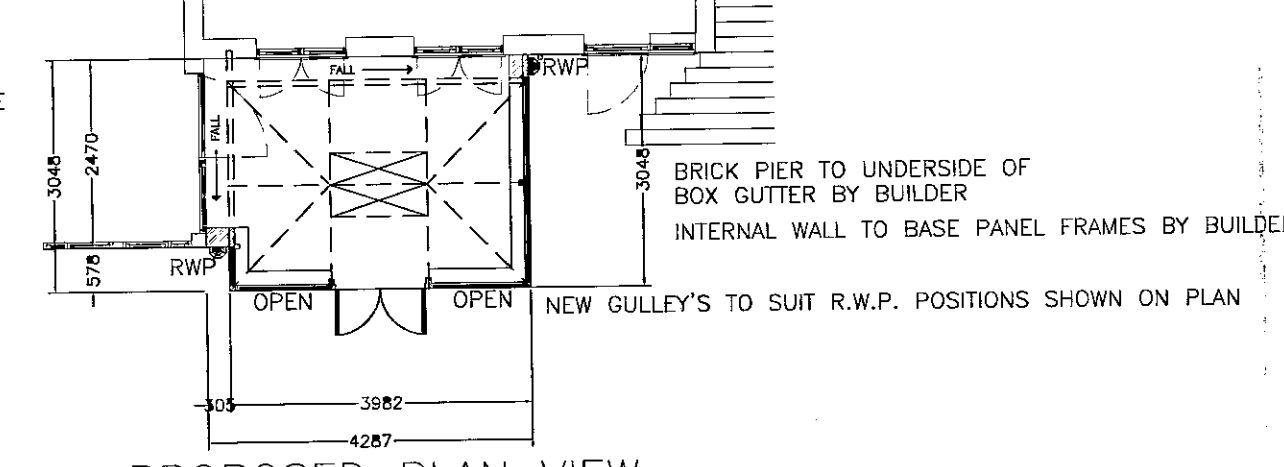 E
FALL
RWP
FALL
3048
2470
3048
BRICK PIER TO UNDERSIDE OF
BOX GUTTER BY BUILDER
INTERNAL WALL TO BASE PANEL FRAMES BY BUILDER
578
RWP
OPEN
OPEN
NEW GULLEY'S TO SUIT R.W.P. POSITIONS SHOWN ON PLAN
305
3982
4287
PROPOSED PLAN VIEW